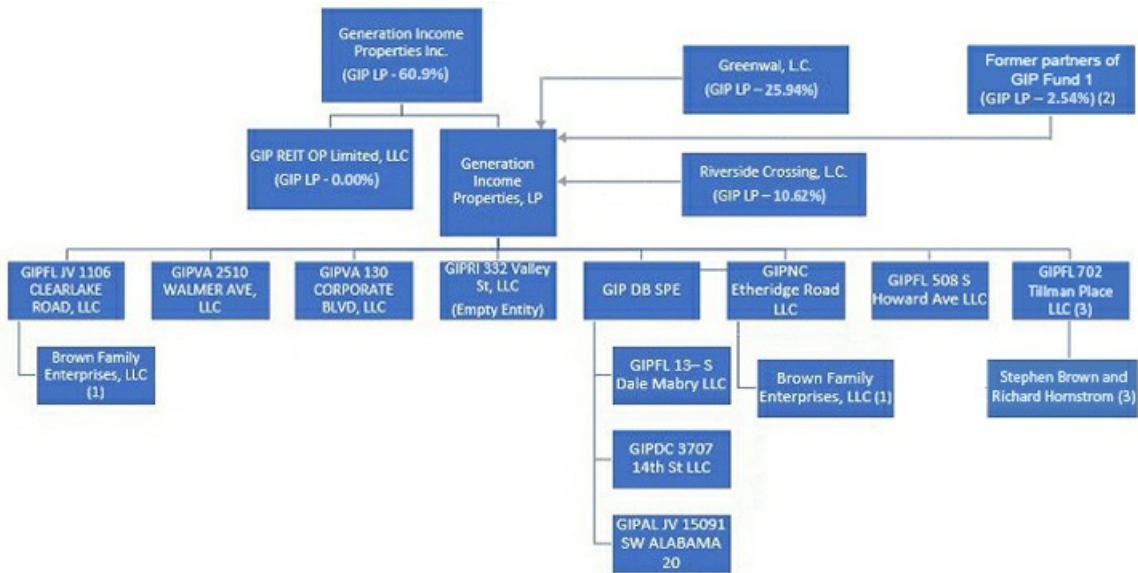 Generation Income
Properties Inc.
(GIP LP - 60.9%)
Greenwal, L.C.
(GIP LP – 25.94%)
Former partners of
GIP Fund 1
(GIP LP – 2.54%) (2)
GIP REIT OP Limited, LLC
(GIP LP - 0.00%)
Generation
Income
Properties, LP
Riverside Crossing, L.C.
(GIP LP – 10.62%)
GIPFL JV 1106
CLEARLAKE
ROAD, LLC
GIPVA 2510
WALMER AVE,
LLC
GIPVA 130
CORPORATE
BLVD, LLC
GIPRI 332 Valley
St, LLC
(Empty Entity)
GIP DB SPE
GIPNC
Etheridge Road
LLC
GIPFL 508 S
Howard Ave LLC
GIPFL 702
Tillman Place
LLC (3)
Brown Family
Enterprises, LLC
(1)
GIPFL 13– S
Dale Mabry LLC
Brown Family
Enterprises, LLC (1)
Stephen Brown and
Richard Hornstrom (3)
GIPDC 3707
14th St LLC
GIPAL JV 15091
SW ALABAMA
20